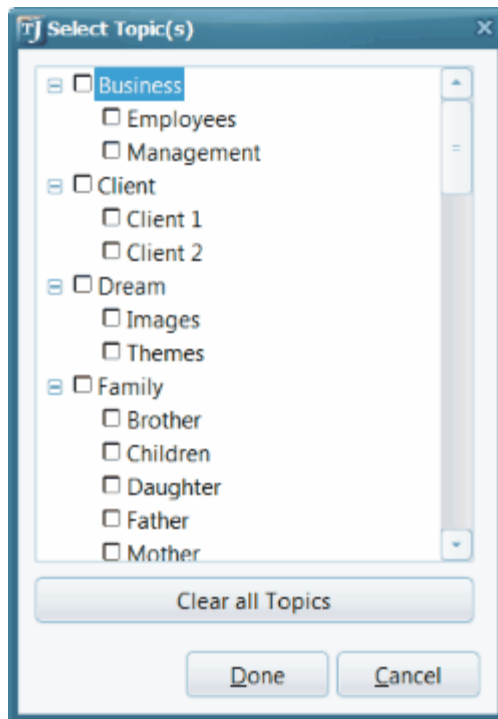 TJ Select Topic(s)
Business
Employees
Management
Client
Client 1
Client 2
Dream
Images
Themes
Family
Brother
Children
Daughter
Father
Mother
Clear all Topics
Done Cancel